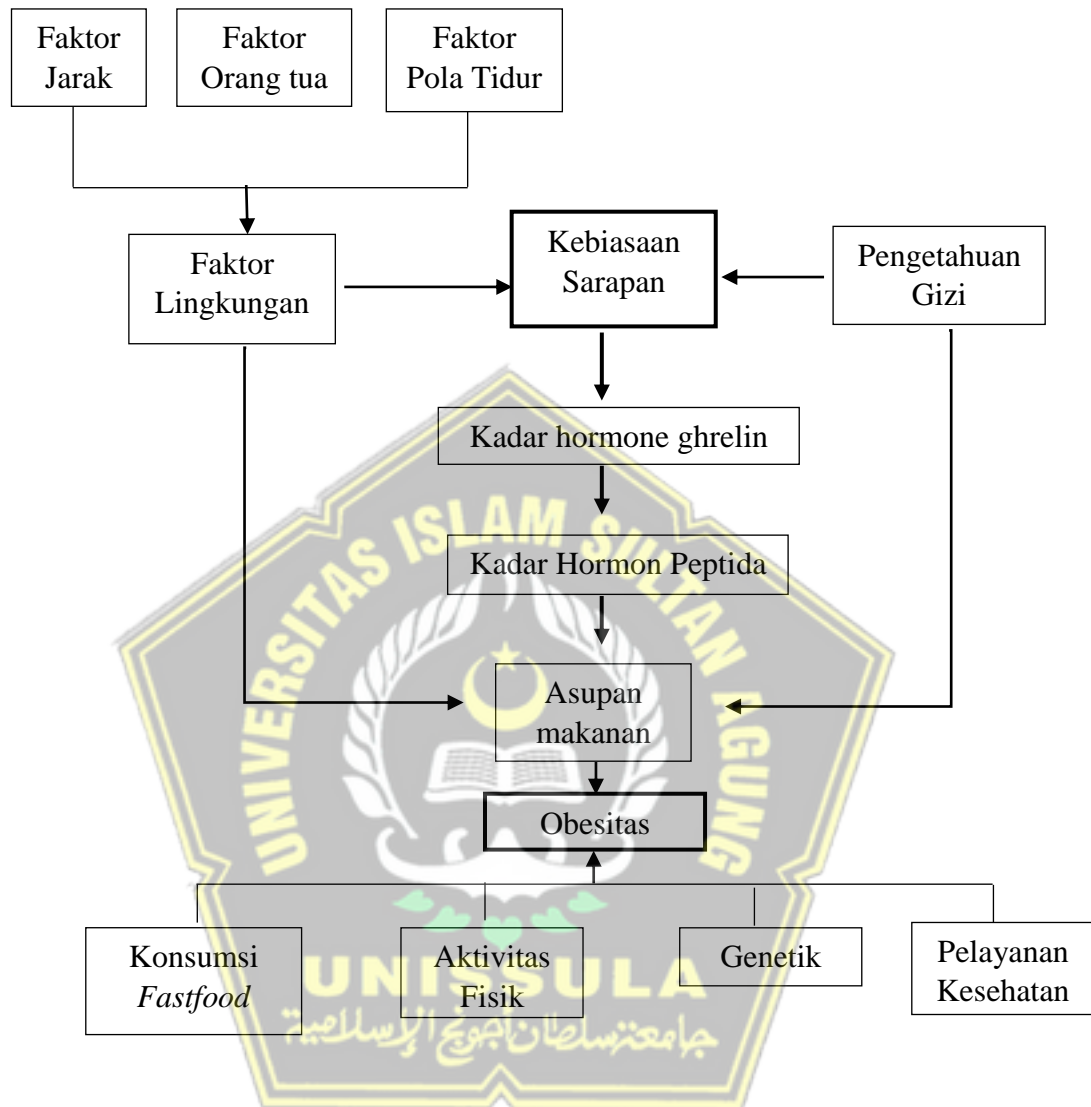 Faktor
Jarak
Faktor
Orang tua
Faktor
Pola Tidur
Faktor
Lingkungan
Kebiasaan
Sarapan
Pengetahuan
Gizi
Kadar hormone ghrelin
Kadar Hormon Peptida
Asupan
makanan
Obesitas
Konsumsi
Fastfood
Aktivitas
Fisik
Genetik
Pelayanan
Kesehatan
UNIVERSITAS ISLAM SULTAN AGUNG
UNISSULA
جامعة سلطان أجونج الإسلامية